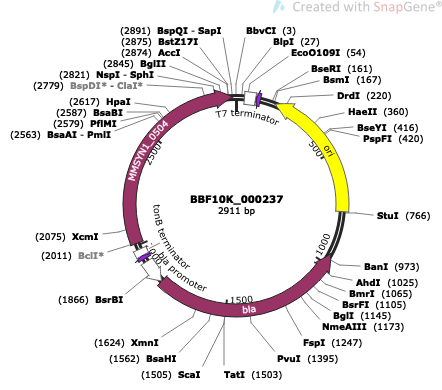 Created with SnapGene®
(2891) BspQI - SapI
(2875) BstZ17I
(2874) AccI
(2845) BglII
(2821) NspI - SphI
(2779) BspDI* - ClaI*
(2617) HpaI
(2587) BsaBI
(2579) PflMI
(2563) BsaAI - PmlI
BbvCI (3)
BlpI (27)
EcoO109I (54)
BseRI (161)
BsmI (167)
DrdI (220)
HaeII (360)
BseYI (416)
PspFI (420)
StuI (766)
BanI (973)
AhdI (1025)
BmrI (1065)
BsrFI (1105)
BglI (1145)
NmeAIII (1173)
FspI (1247)
PvuI (1395)
TatI (1503)
(1505) ScaI
(1562) BsaHI
(1624) XmnI
(1866) BsrBI
(2011) BclI*
(2075) XcmI
T7 terminator
MMSYN1_0504
2500
ori
500
BBF10K_000237
2911 bp
tonB terminator
bla promoter
1000
1500
bla